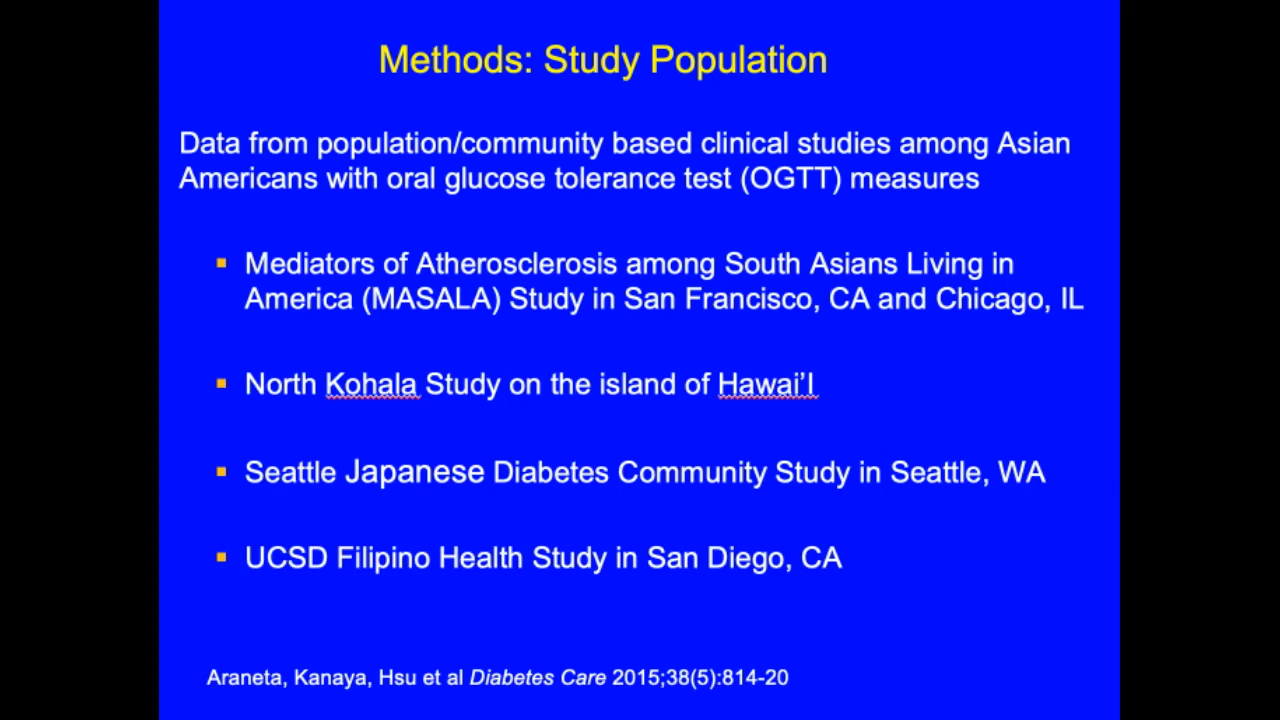 Methods: Study Population
Data from population/community based clinical studies among Asian
Americans with oral glucose tolerance test (OGTT) measures
▪ Mediators of Atherosclerosis among South Asians Living in
America (MASALA) Study in San Francisco, CA and Chicago, IL
▪ North Kohala Study on the island of Hawai’I
▪ Seattle Japanese Diabetes Community Study in Seattle, WA
▪ UCSD Filipino Health Study in San Diego, CA
Araneta, Kanaya, Hsu et al Diabetes Care 2015;38(5):814-20